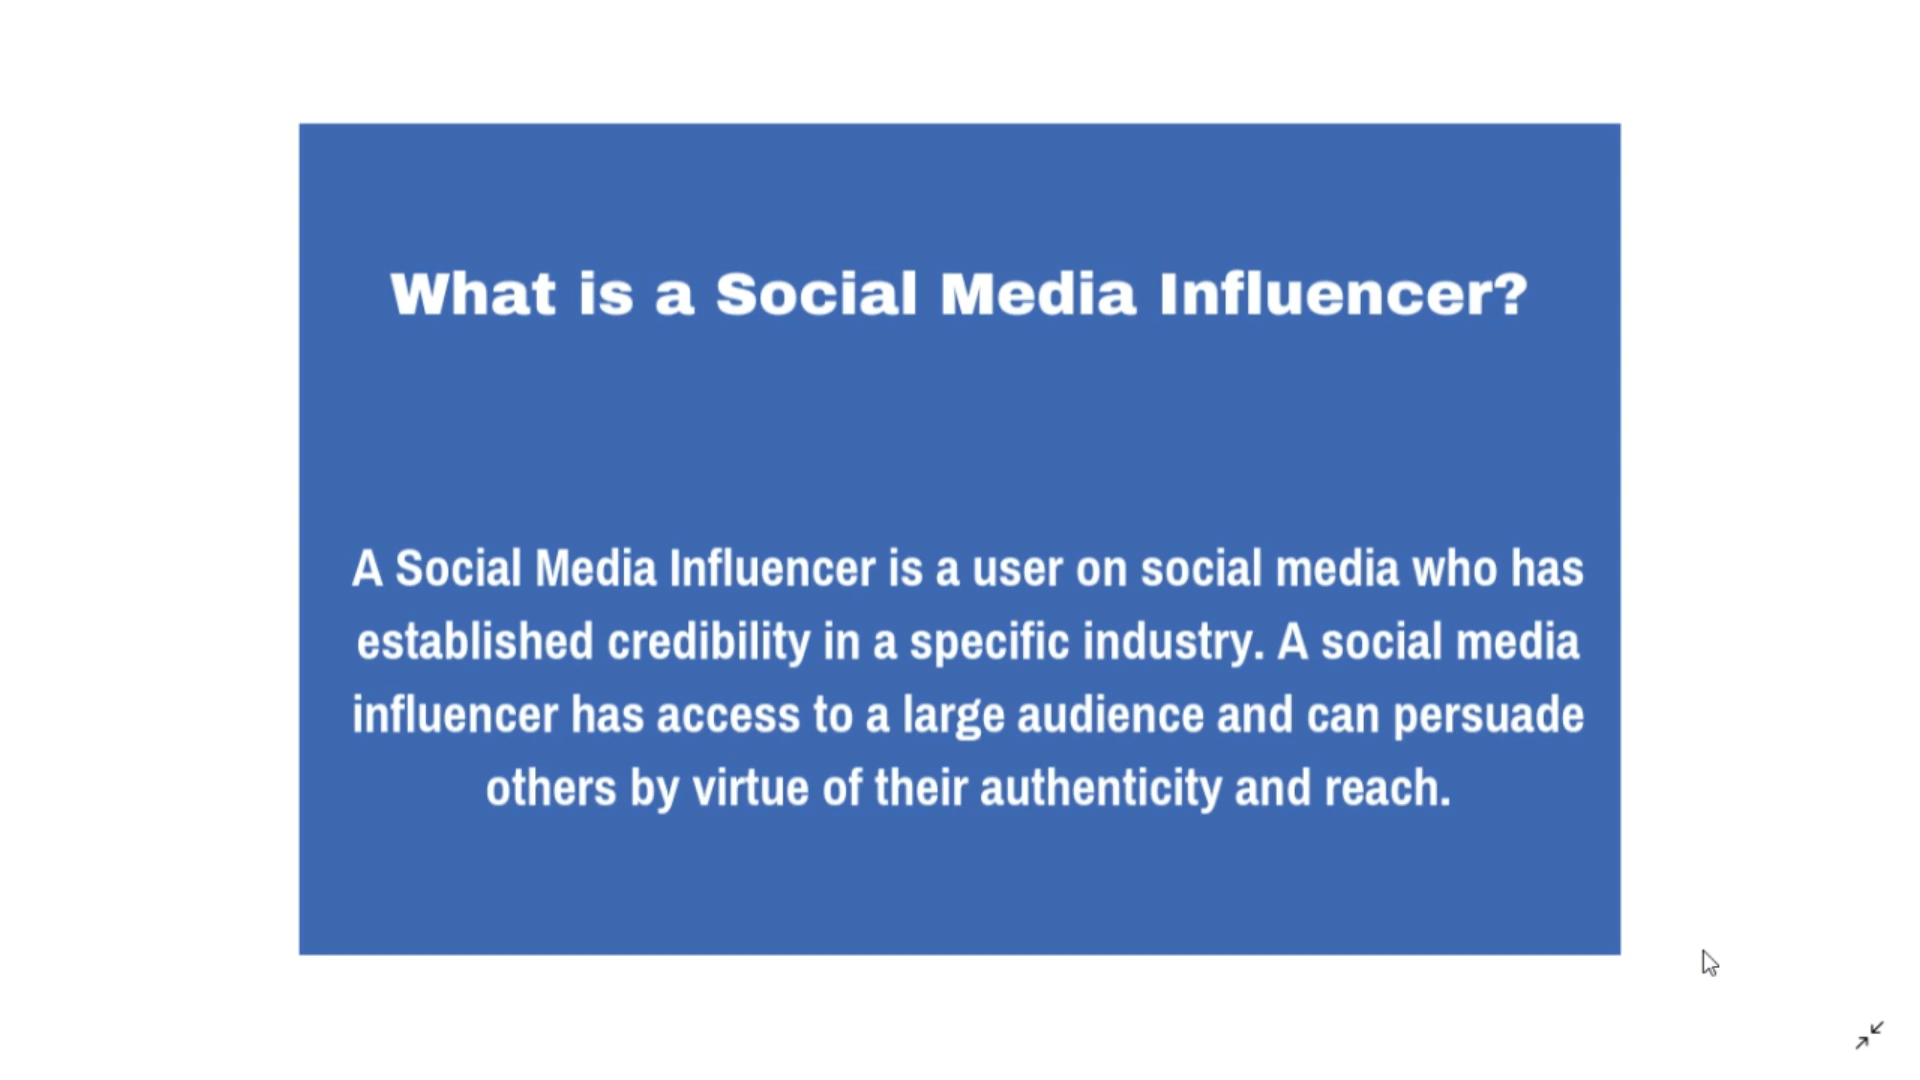 What is a Social Media Influencer?
A Social Media Influencer is a user on social media who has
established credibility in a specific industry. A social media
influencer has access to a large audience and can persuade
others by virtue of their authenticity and reach.